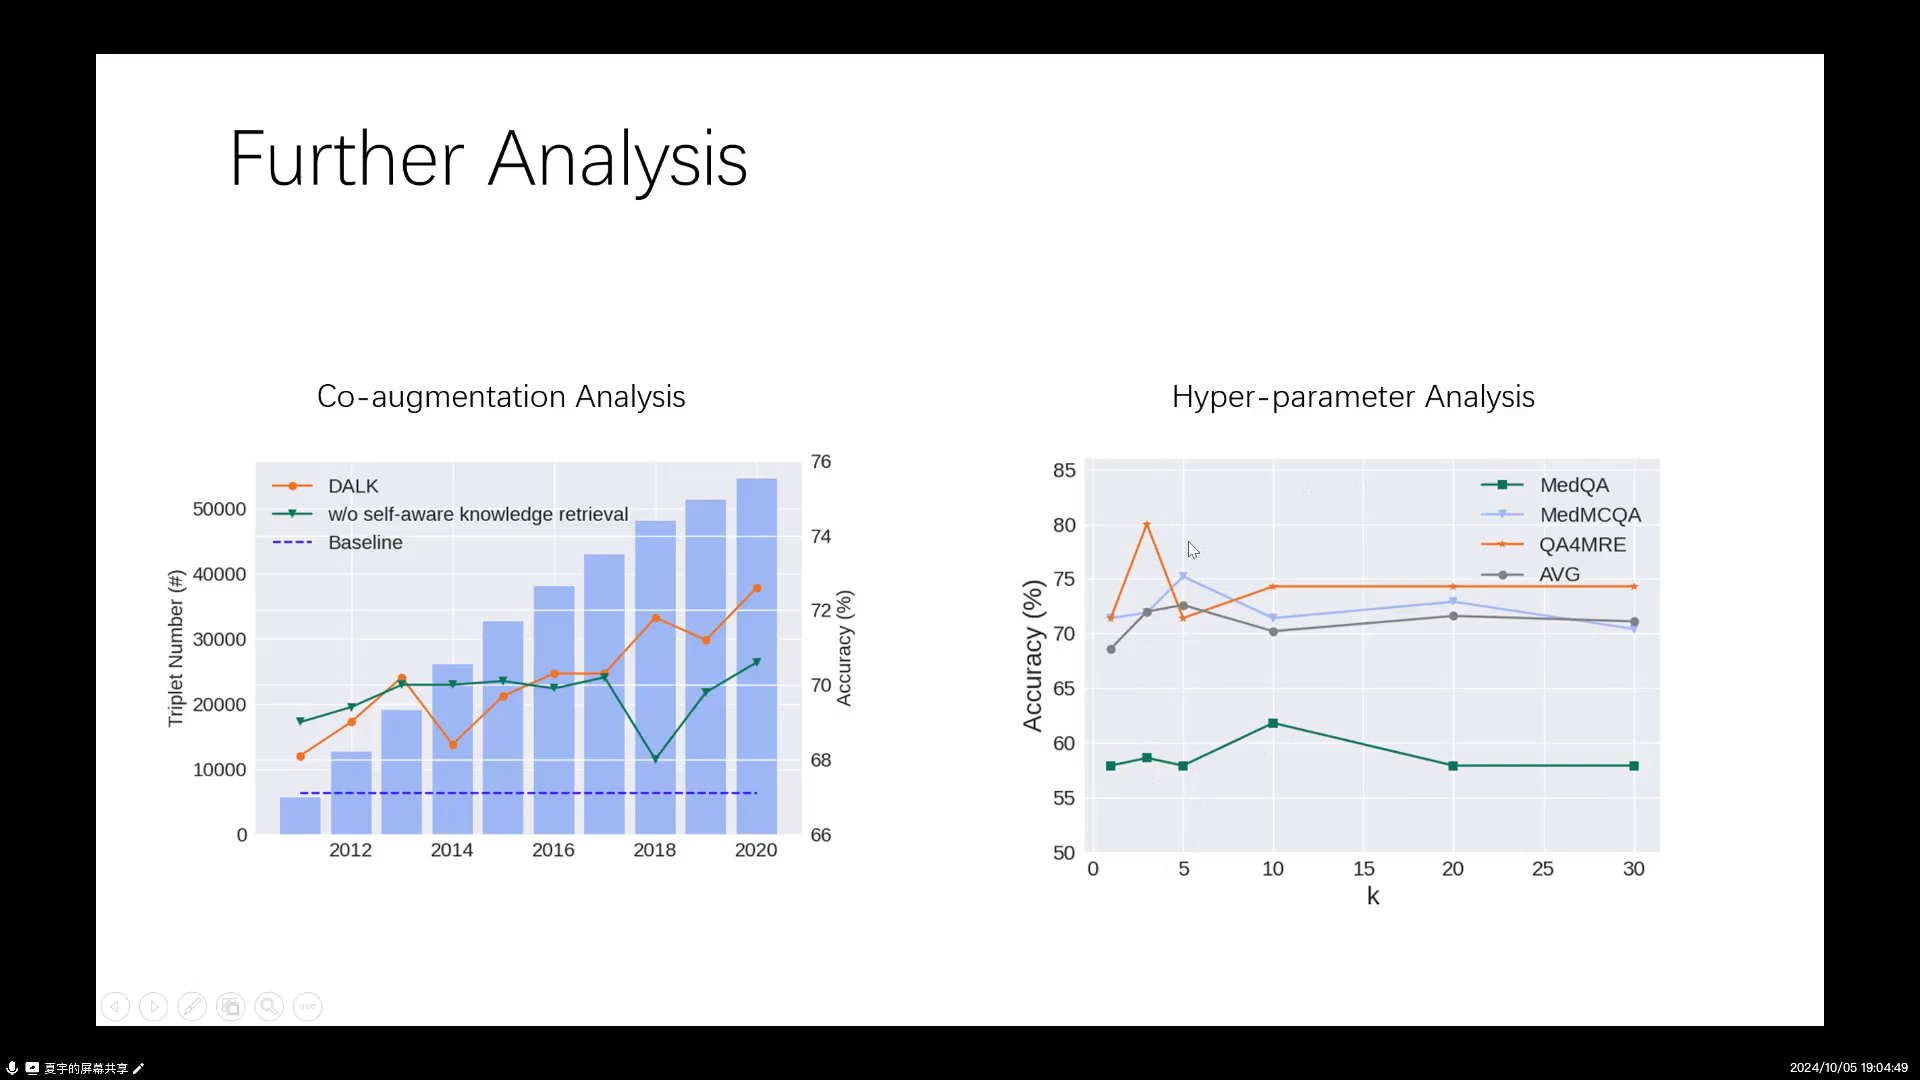 Further Analysis
Co-augmentation Analysis
DALK
w/o self-aware knowledge retrieval
Baseline
Triplet Number (#)
50000
40000
30000
20000
10000
0
76
74
72
70
68
66
Accuracy (%)
2012 2014 2016 2018 2020
Hyper-parameter Analysis
MedQA
MedMCQA
QA4MRE
AVG
Accuracy (%)
85
80
75
70
65
60
55
50
0 5 10 15 20 25 30
k
夏宇的屏幕共享
2024/10/05 19:04:49